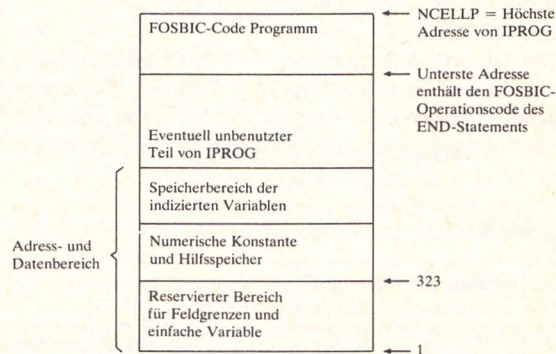 FOSBIC-Code Programm
NCELLP = Höchste
Adresse von IPROG
Unterste Adresse
enthält den FOSBIC-
Operationscode des
END-Statements
Eventuell unbenutzter
Teil von IPROG
Speicherbereich der
indizierten Variablen
Adress- und
Datenbereich
Numerische Konstante
und Hilfsspeicher
323
Reservierter Bereich
für Feldgrenzen und
einfache Variable
1